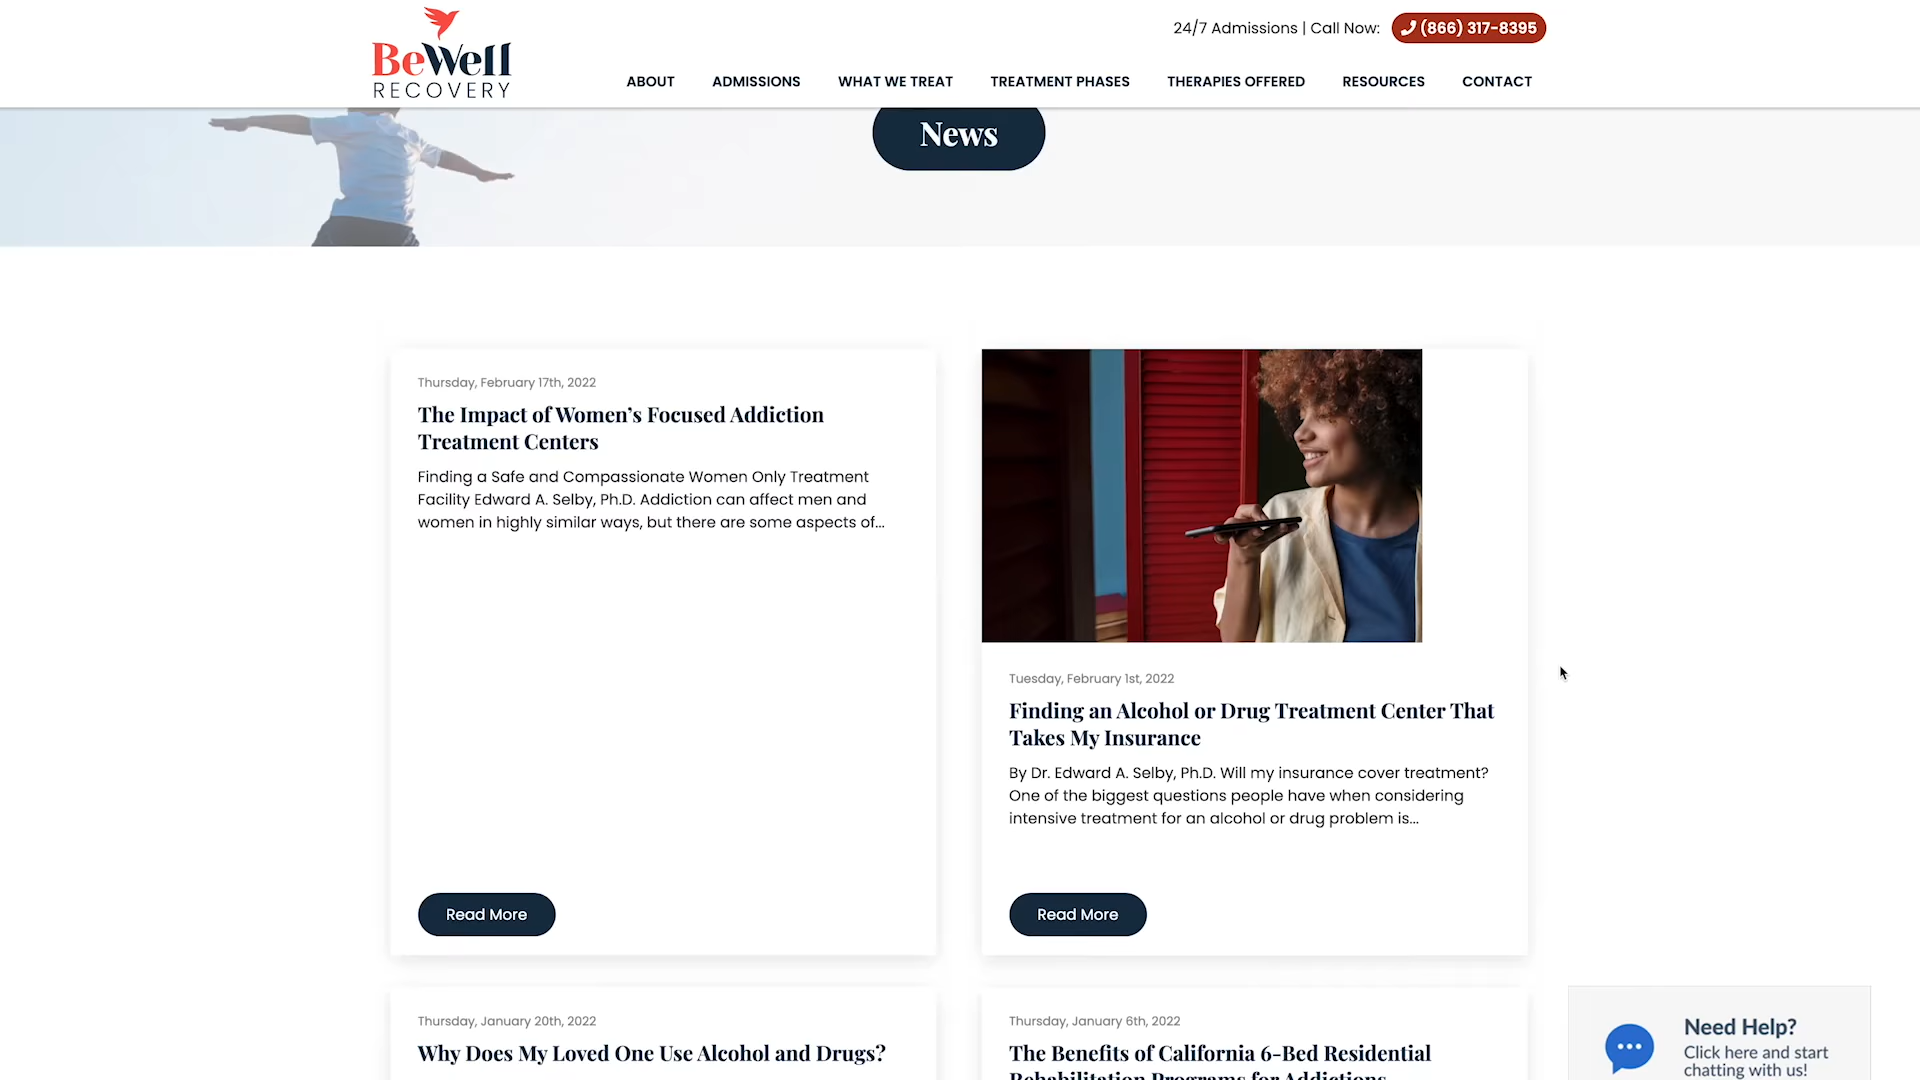 BeWell
RECOVERY
24/7 Admissions | Call Now:
(866) 317-8395
ABOUT
ADMISSIONS
WHAT WE TREAT
TREATMENT PHASES
THERAPIES OFFERED
RESOURCES
CONTACT
News
Thursday, February 17th, 2022
The Impact of Women’s Focused Addiction
Treatment Centers
Finding a Safe and Compassionate Women Only Treatment
Facility Edward A. Selby, Ph.D. Addiction can affect men and
women in highly similar ways, but there are some aspects of...
Read More
Tuesday, February 1st, 2022
Finding an Alcohol or Drug Treatment Center That
Takes My Insurance
By Dr. Edward A. Selby, Ph.D. Will my insurance cover treatment?
One of the biggest questions people have when considering
intensive treatment for an alcohol or drug problem is...
Read More
Thursday, January 20th, 2022
Why Does My Loved One Use Alcohol and Drugs?
Thursday, January 6th, 2022
The Benefits of California 6-Bed Residential
Rehabilitation Programs for Addictions
Need Help?
Click here and start
chatting with us!